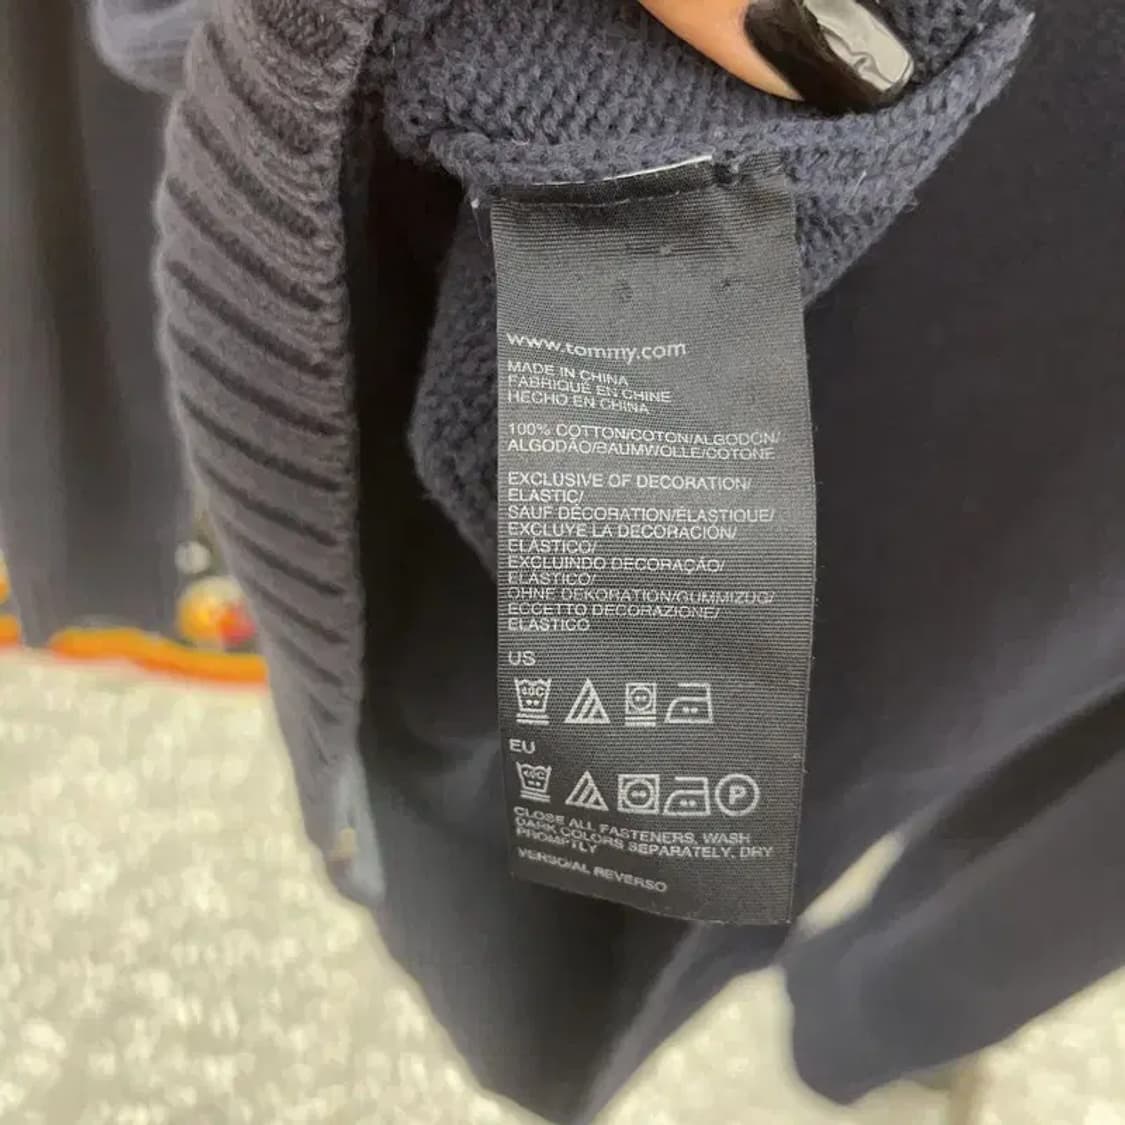 www.tommy.com
MADE IN CHINA
FABRIQUÉ EN CHINE
HECHO EN CHINA
100% COTTON/COTON/ALGODÓN/
ALGODÃO/BAUMWOLLE/COTONE
EXCLUSIVE OF DECORATION/
ELASTIC/
SAUF DÉCORATION/ÉLASTIQUE/
EXCLUYE LA DECORACIÓN/
ELÁSTICO/
EXCLUINDO DECORAÇÃO/
ELÁSTICO/
OHNE DEKORATION/GUMMIZUG/
ECCETTO DECORAZIONE/
ELASTICO
US
40C
EU
40C
P
CLOSE ALL FASTENERS, WASH
DARK COLORS SEPARATELY, DRY
PROMPTLY
VERSO/AL REVERSO